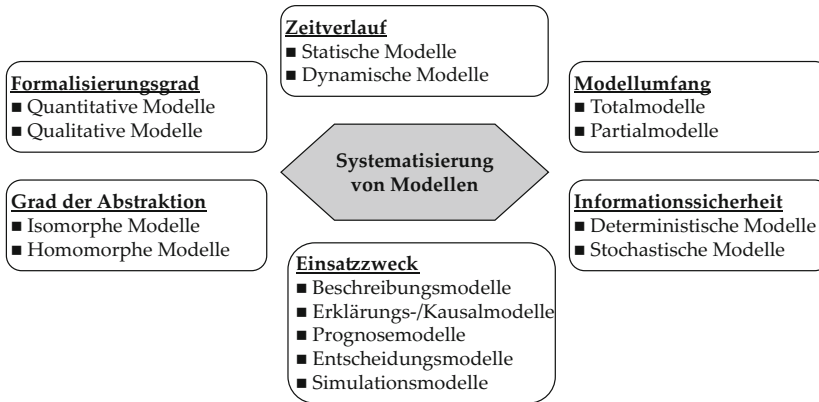 Zeitverlauf
■ Statische Modelle
■ Dynamische Modelle
Formalisierungsgrad
■ Quantitative Modelle
■ Qualitative Modelle
Modellumfang
■ Totalmodelle
■ Partialmodelle
Systematisierung
von Modellen
Grad der Abstraktion
■ Isomorphe Modelle
■ Homomorphe Modelle
Informationssicherheit
■ Deterministische Modelle
■ Stochastische Modelle
Einsatzzweck
■ Beschreibungsmodelle
■ Erklärungs-/Kausalmodelle
■ Prognosemodelle
■ Entscheidungsmodelle
■ Simulationsmodelle